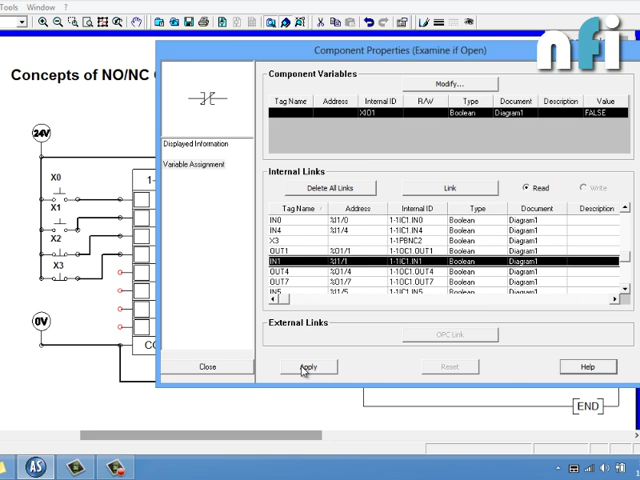 Tools Window ?
nfi
Component Properties (Examine if Open)
Concepts of NO/NC
Component Variables
Modify...
Tag Name Address Internal ID R/W Type Document Description Value
XIO1 Boolean Diagram1 FALSE
Displayed Information
Variable Assignment
Internal Links
Delete All Links Link Read Write
Tag Name Address Internal ID Type Document Description
IN0 %I1/0 1-1IC1.IN0 Boolean Diagram1
IN4 %I1/4 1-1IC1.IN4 Boolean Diagram1
X3 1-1PBNC2 Boolean Diagram1
OUT1 %O1/1 1-1OC1.OUT1 Boolean Diagram1
IN1 %I1/1 1-1IC1.IN1 Boolean Diagram1
OUT4 %O1/4 1-1OC1.OUT4 Boolean Diagram1
OUT7 %O1/7 1-1OC1.OUT7 Boolean Diagram1
IN5 %I1/5 1-1IC1.IN5 Boolean Diagram1
External Links
OPC Link
Close Apply Reset Help
24V
X0
X1
X2
X3
0V
1-
CO
END
AS